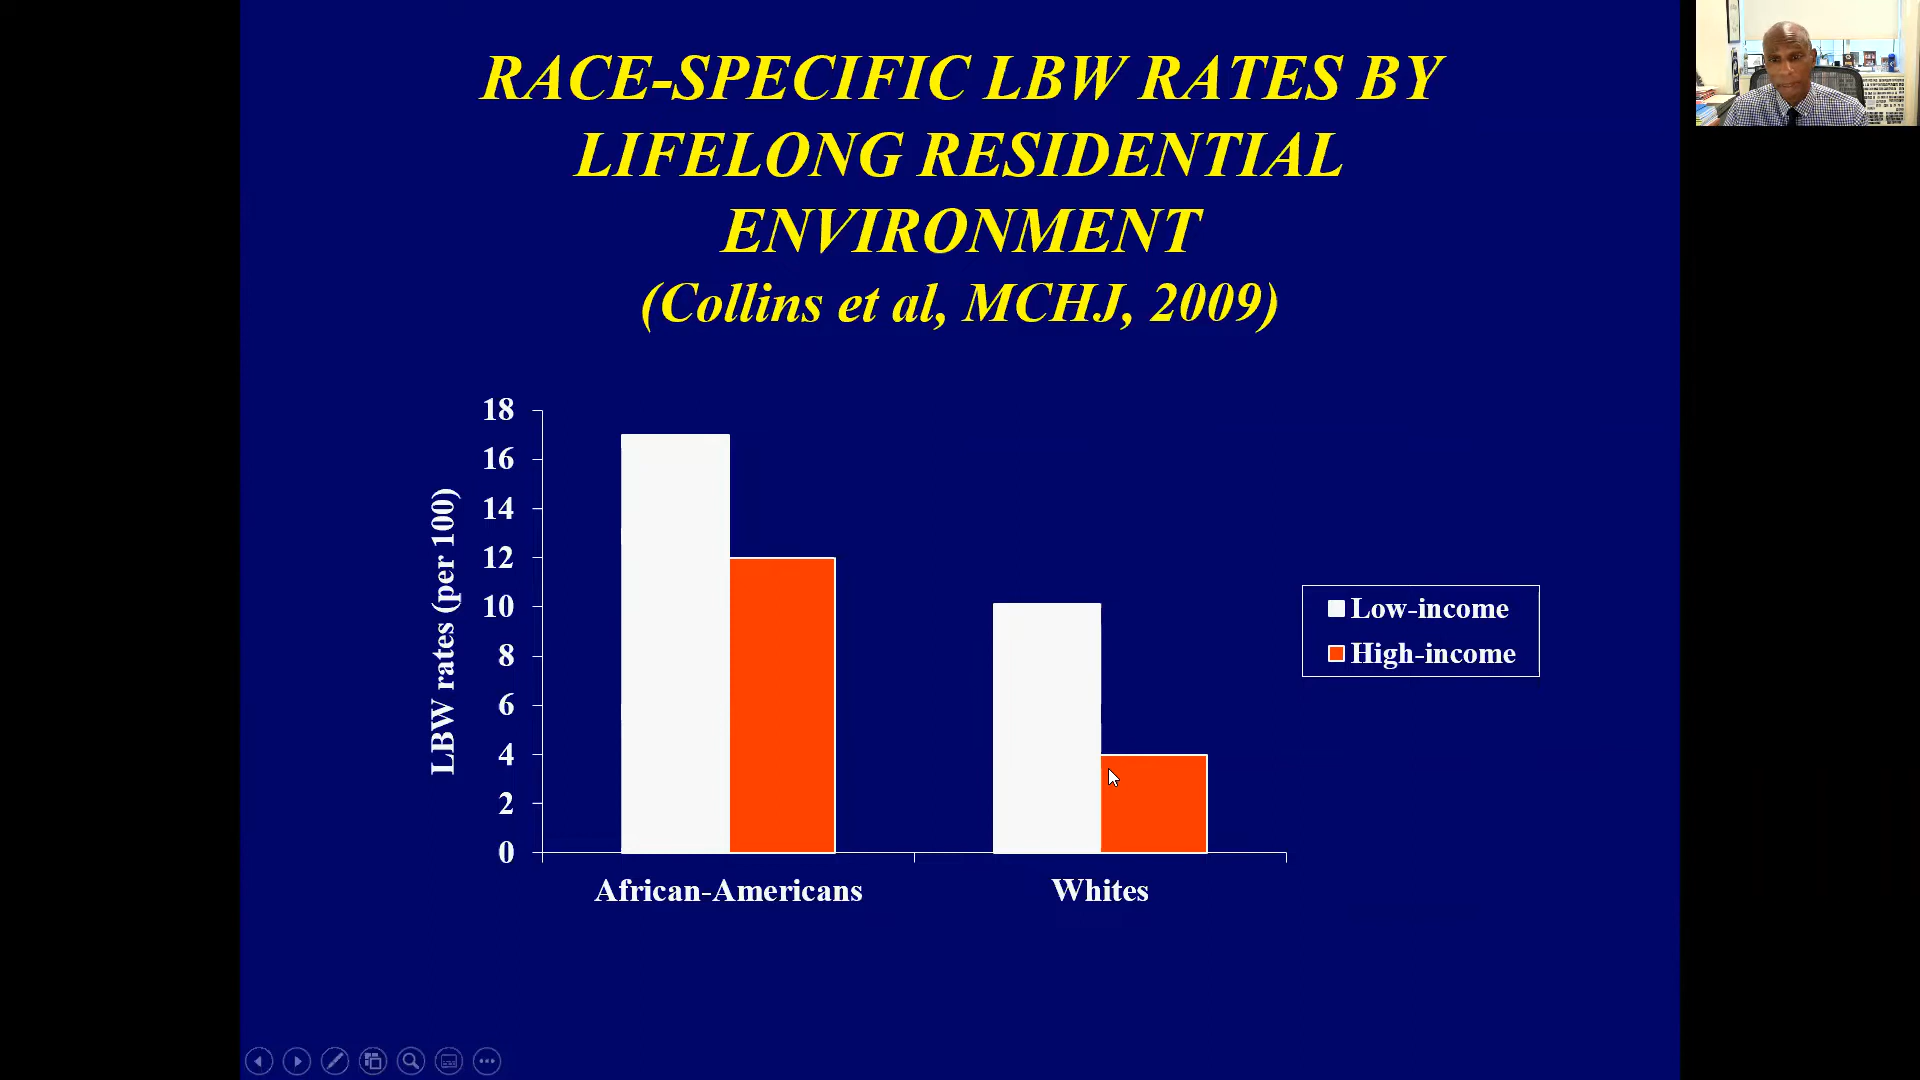 RACE-SPECIFIC LBW RATES BY
LIFELONG RESIDENTIAL
ENVIRONMENT
(Collins et al, MCHJ, 2009)
LBW rates (per 100)
18
16
14
12
10
8
6
4
2
0
African-Americans
Whites
Low-income
High-income